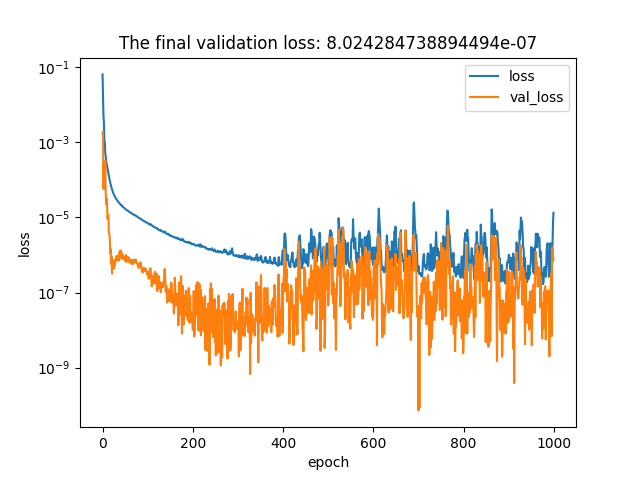 The final validation loss: 8.024284738894494e-07
loss
val_loss
10⁻¹
10⁻³
10⁻⁵
10⁻⁷
10⁻⁹
loss
0 200 400 600 800 1000
epoch